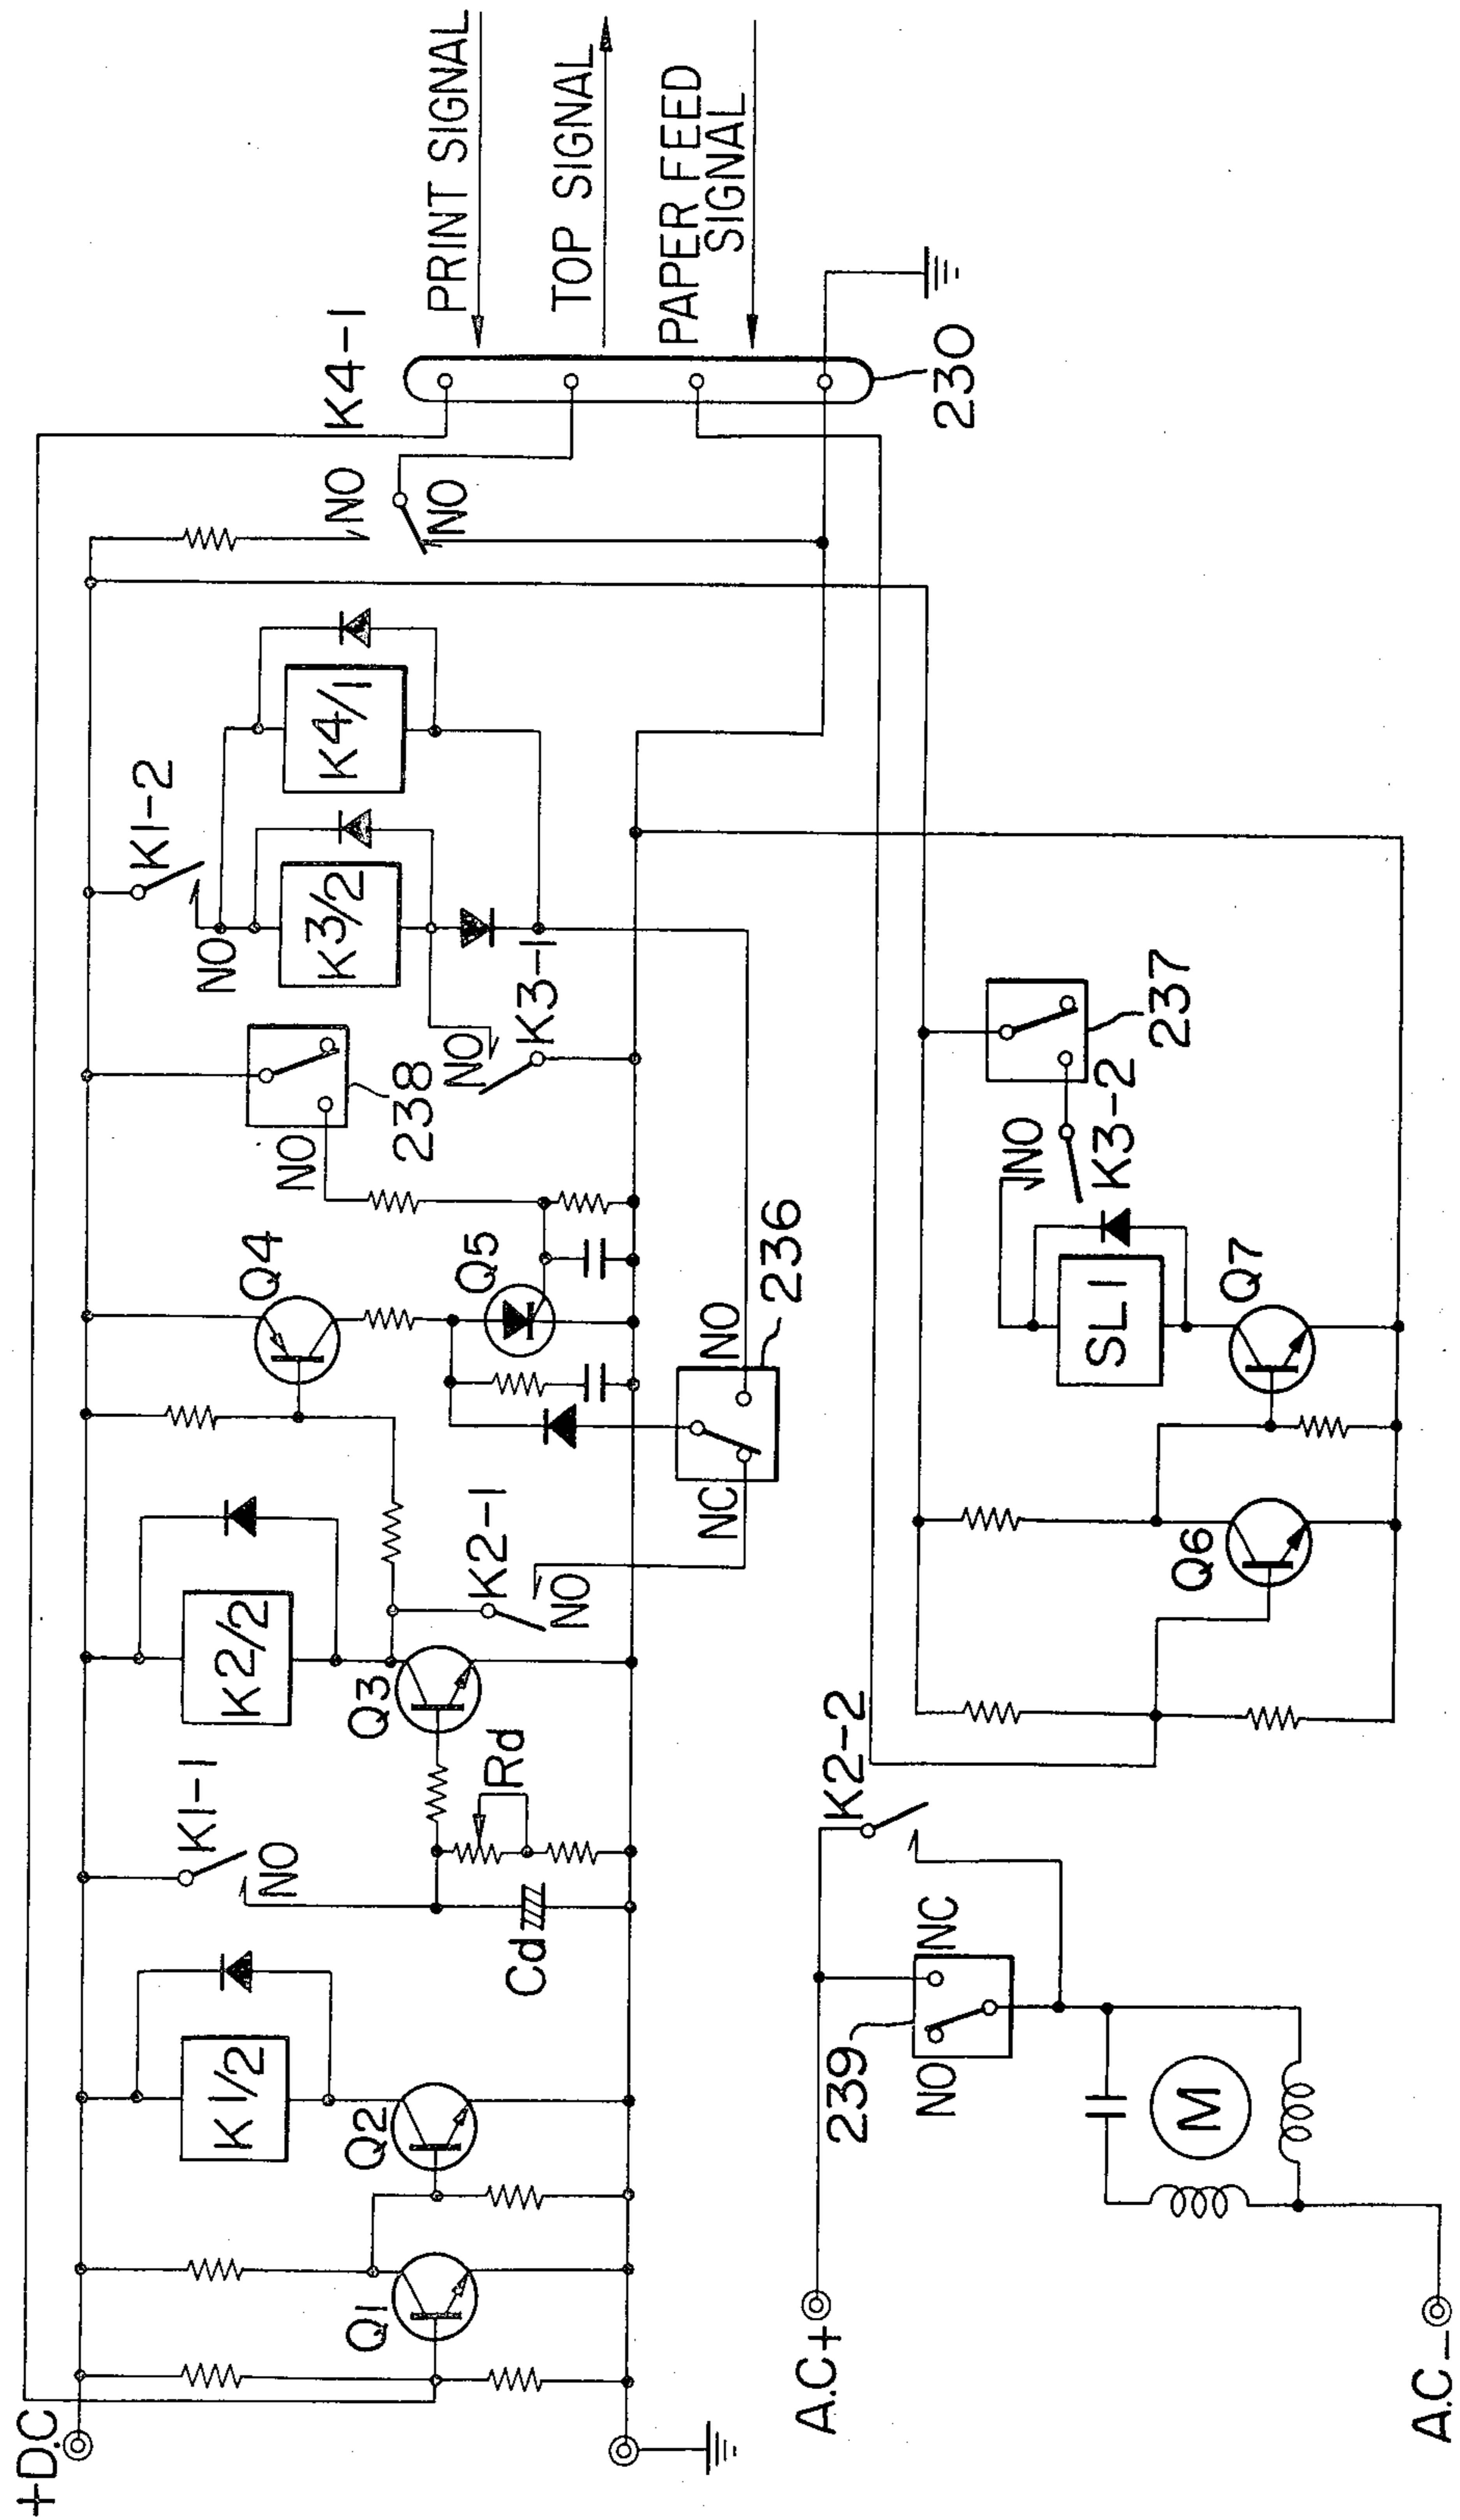 +D.C
Q1
K1/2
Q2
K1-1
NO
Cd
Rd
K2/2
Q3
K2-1
NO
Q4
Q5
NC
NO
236
NO
238
K1-2
NO
K3/2
NO
K3-1
K4/1
NO
NO
K4-1
PRINT SIGNAL
TOP SIGNAL
PAPER FEED
SIGNAL
230
A.C+
A.C-
239
NO
NC
M
K2-2
Q6
Q7
SL1
NO
K3-2
237